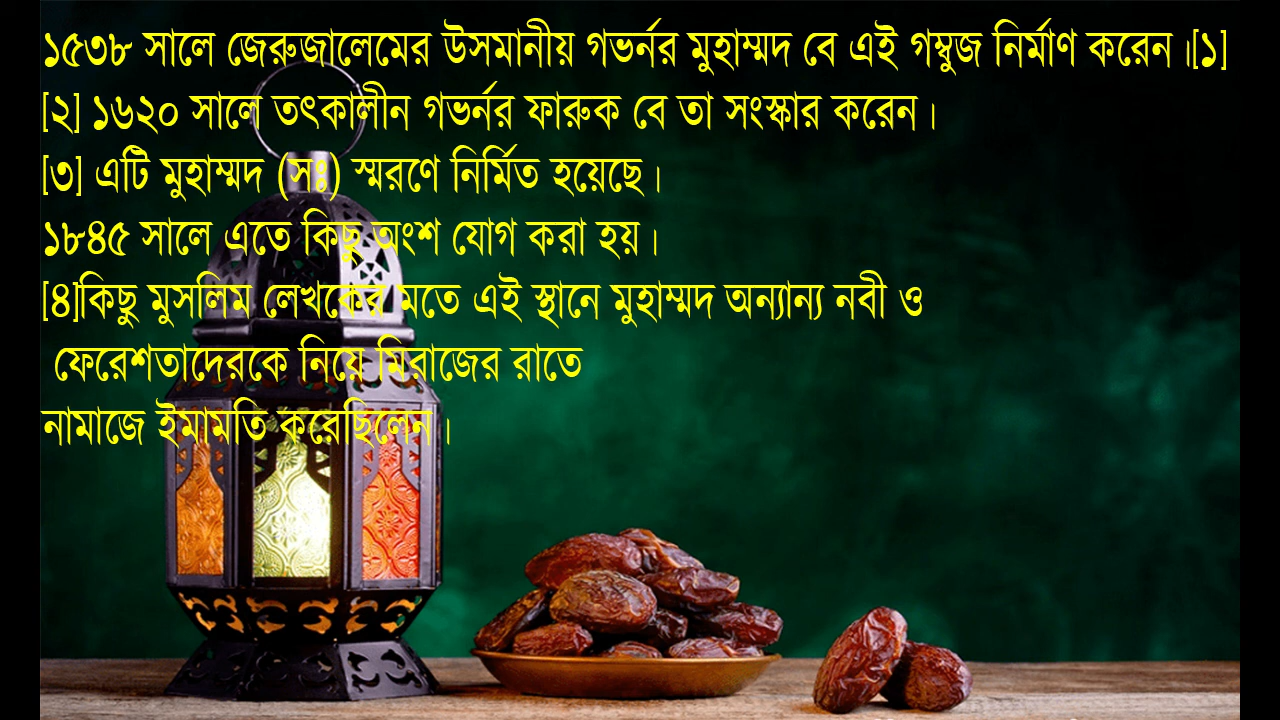 ১৫৩৮ সালে জেরুজালেমের উসমানীয় গভর্নর মুহাম্মদ বে এই গম্বুজ নির্মাণ করেন।[১]
[২] ১৬২০ সালে তৎকালীন গভর্নর ফারুক বে তা সংস্কার করেন।
[৩] এটি মুহাম্মদ (সঃ) স্মরণে নির্মিত হয়েছে।
১৮৪৫ সালে এতে কিছু অংশ যোগ করা হয়।
[৪]কিছু মুসলিম লেখকের মতে এই স্থানে মুহাম্মদ অন্যান্য নবী ও
ফেরেশতাদেরকে নিয়ে মিরাজের রাতে
নামাজে ইমামতি করেছিলেন।